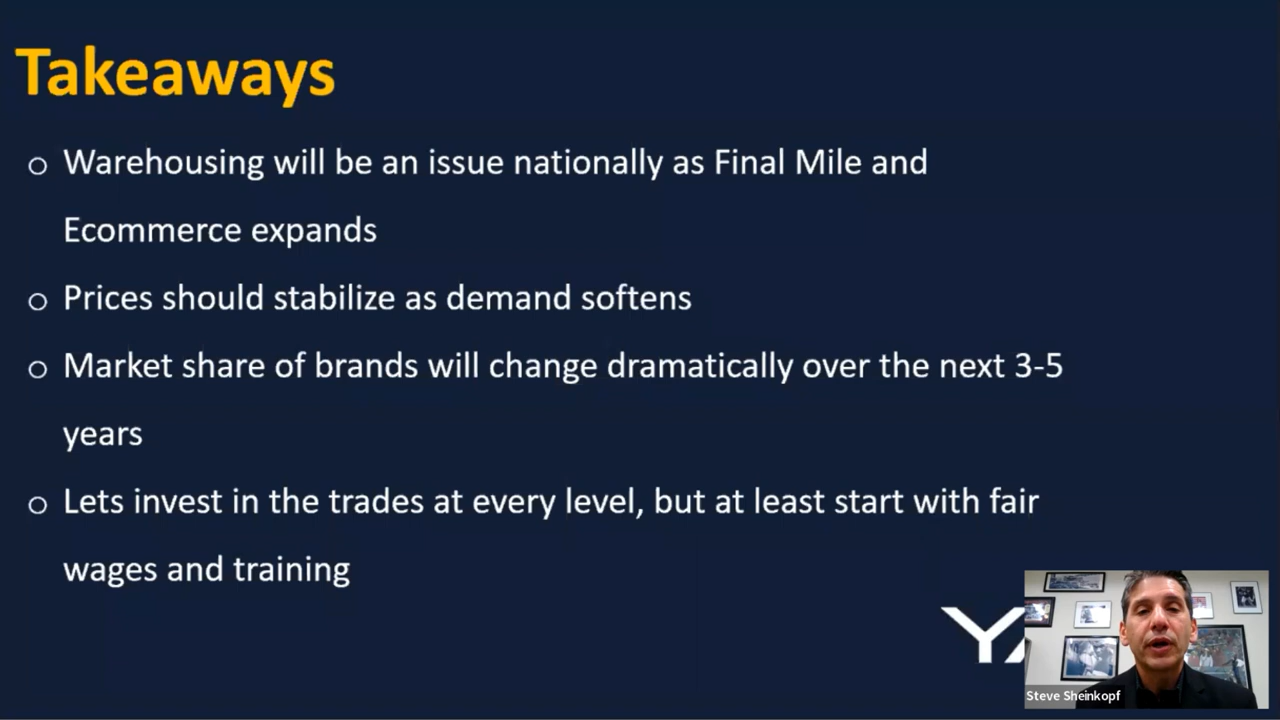 Takeaways
o Warehousing will be an issue nationally as Final Mile and
Ecommerce expands
o Prices should stabilize as demand softens
o Market share of brands will change dramatically over the next 3-5
years
o Lets invest in the trades at every level, but at least start with fair
wages and training
Steve Sheinkopf